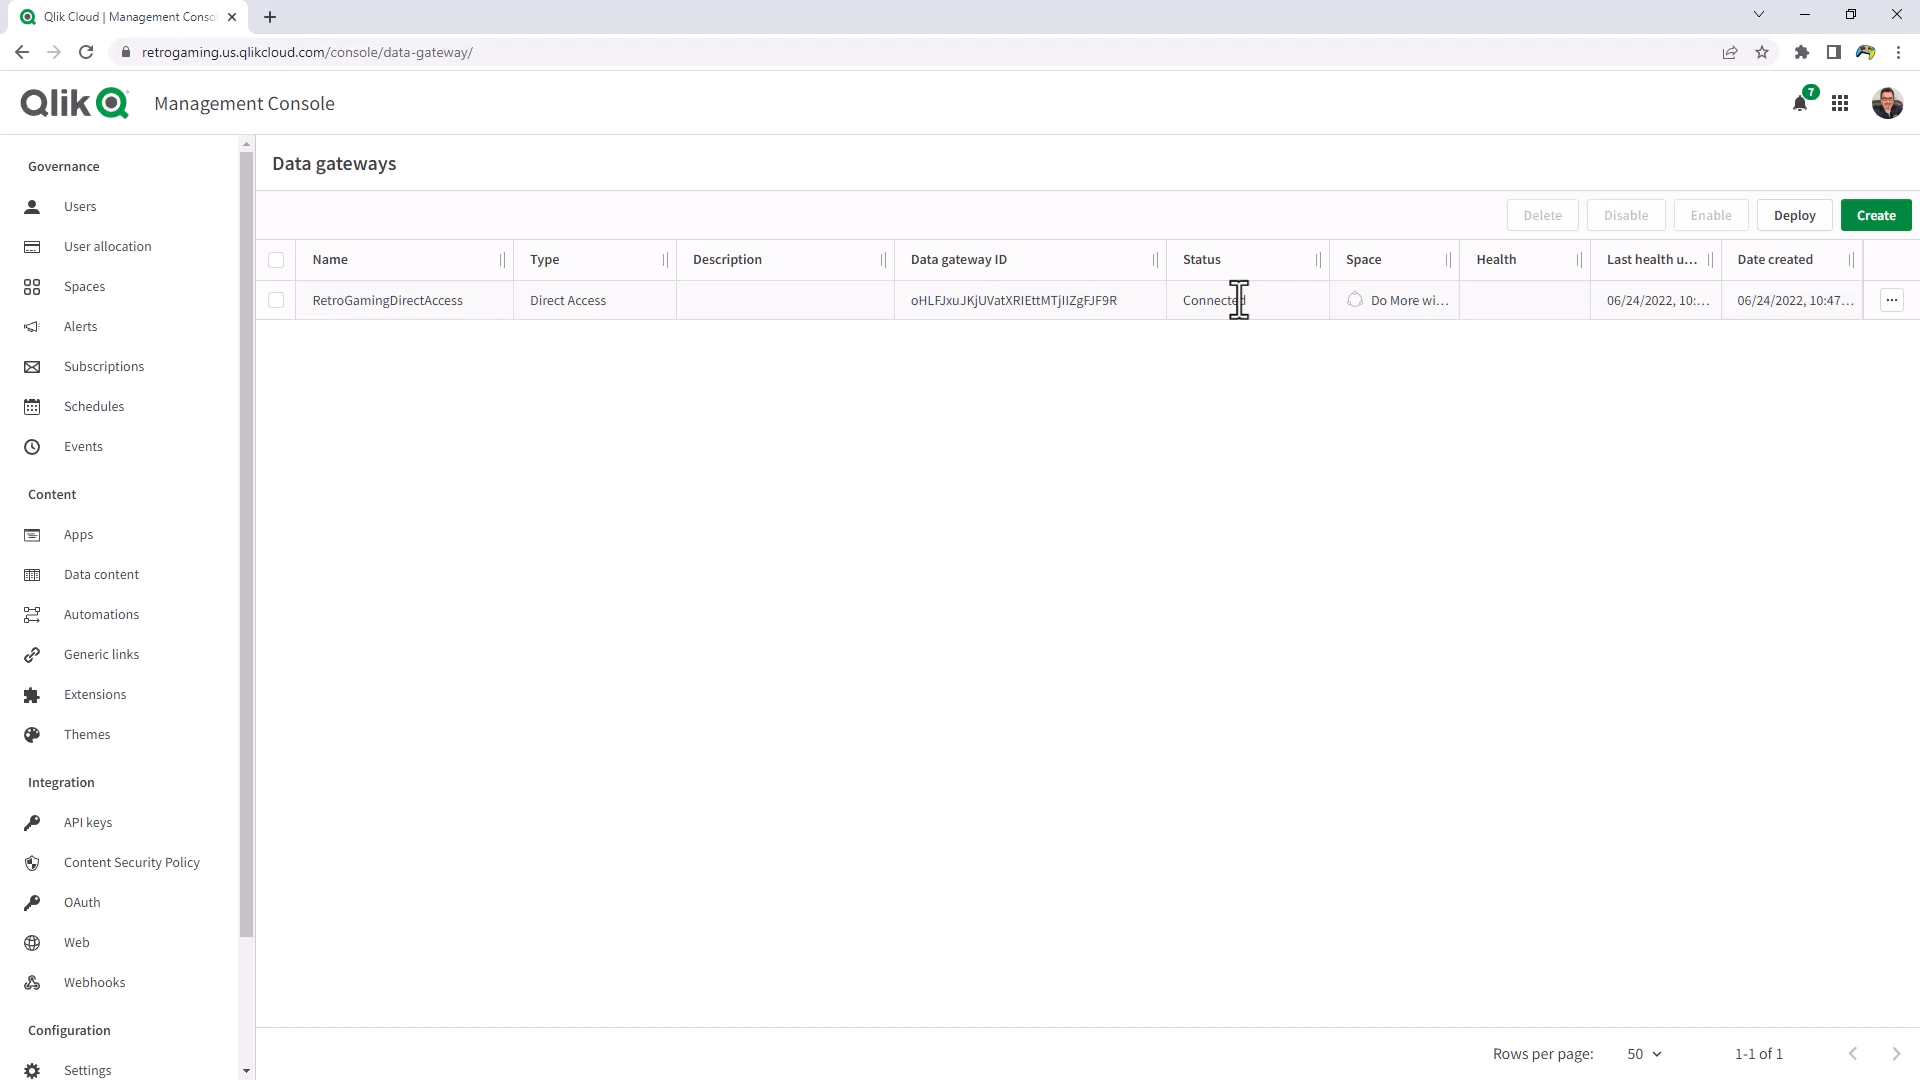 Qlik Cloud | Management Conso
retrogaming.us.qlikcloud.com/console/data-gateway/
Qlik
Management Console
7
Governance
Users
User allocation
Spaces
Alerts
Subscriptions
Schedules
Events
Content
Apps
Data content
Automations
Generic links
Extensions
Themes
Integration
API keys
Content Security Policy
OAuth
Web
Webhooks
Configuration
Settings
Data gateways
Delete Disable Enable Deploy Create
Name Type Description Data gateway ID Status Space Health Last health u... Date created
RetroGamingDirectAccess Direct Access oHLFJxuJKjUVatXRIEttMTjIIZgFJF9R Connected Do More wi... 06/24/2022, 10:... 06/24/2022, 10:47...
Rows per page: 50 1-1 of 1